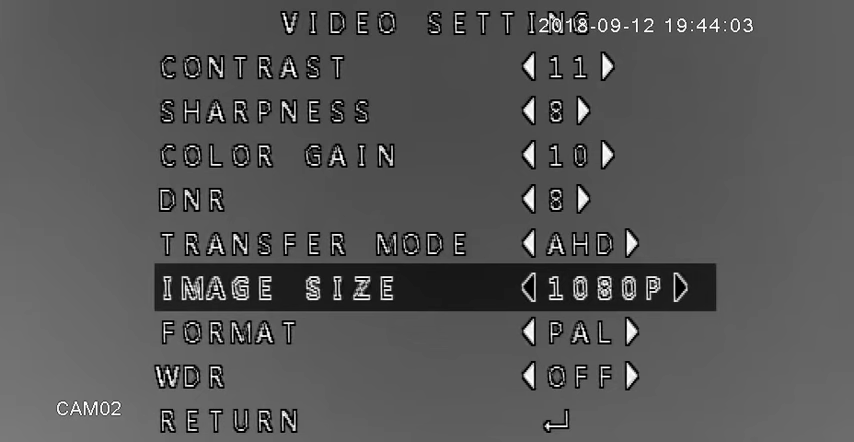 VIDEO SETTING
2018-09-12 19:44:03
CONTRAST 11
SHARPNESS 8
COLOR GAIN 10
DNR 8
TRANSFER MODE AHD
IMAGE SIZE 1080P
FORMAT PAL
WDR OFF
CAM02
RETURN